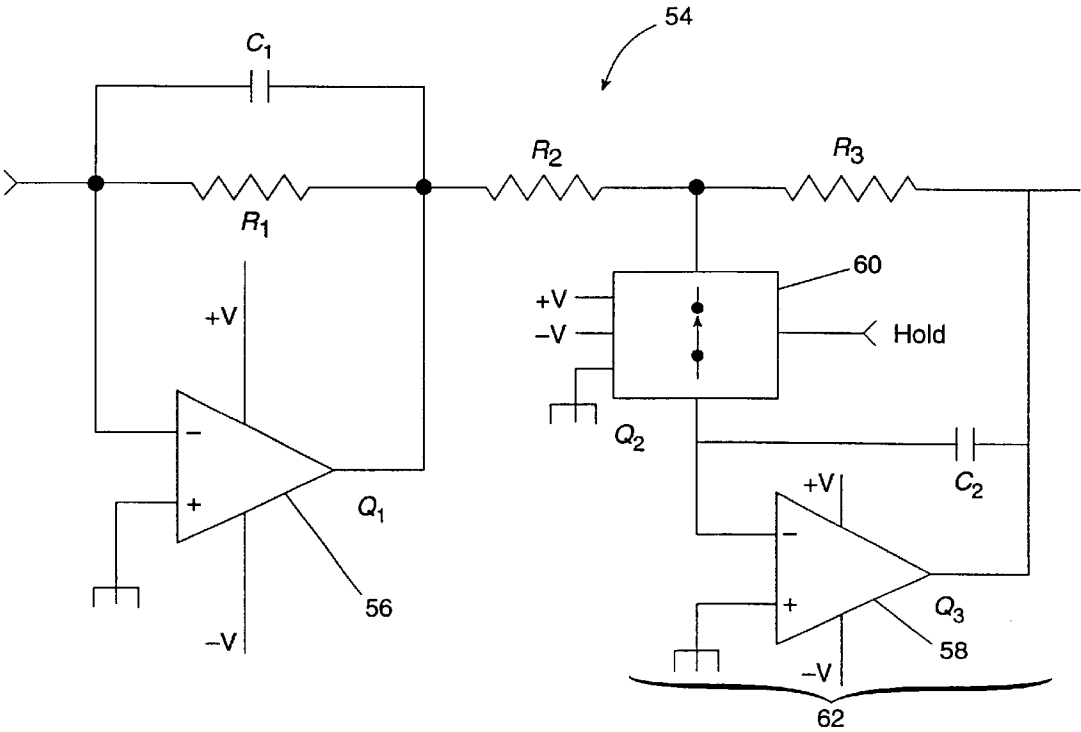 54
C1
R2
R3
R1
60
+V
+V
−V
Hold
Q2
−
+
Q1
C2
+V
−
+
Q3
56
58
−V
−V
62